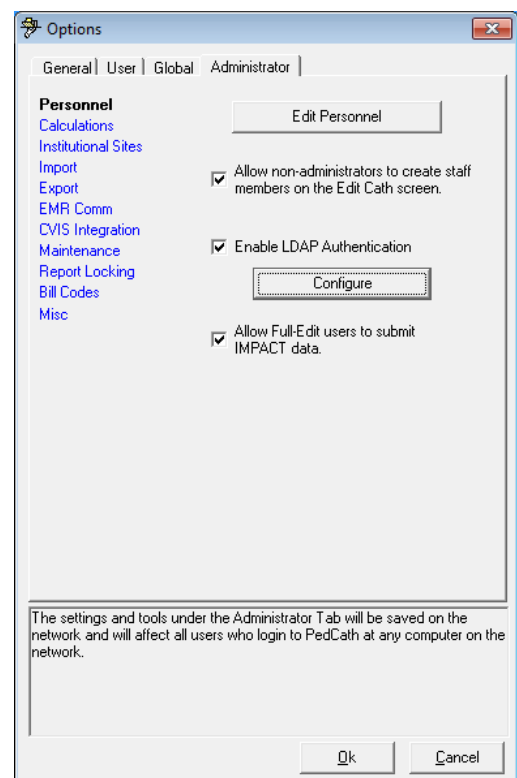 Options
General User Global Administrator
Personnel
Calculations
Institutional Sites
Import
Export
EMR Comm
CVIS Integration
Maintenance
Report Locking
Bill Codes
Misc
Edit Personnel
Allow non-administrators to create staff
members on the Edit Cath screen.
Enable LDAP Authentication
Configure
Allow Full-Edit users to submit
IMPACT data.
The settings and tools under the Administrator Tab will be saved on the
network and will affect all users who login to PedCath at any computer on the
network.
Ok Cancel